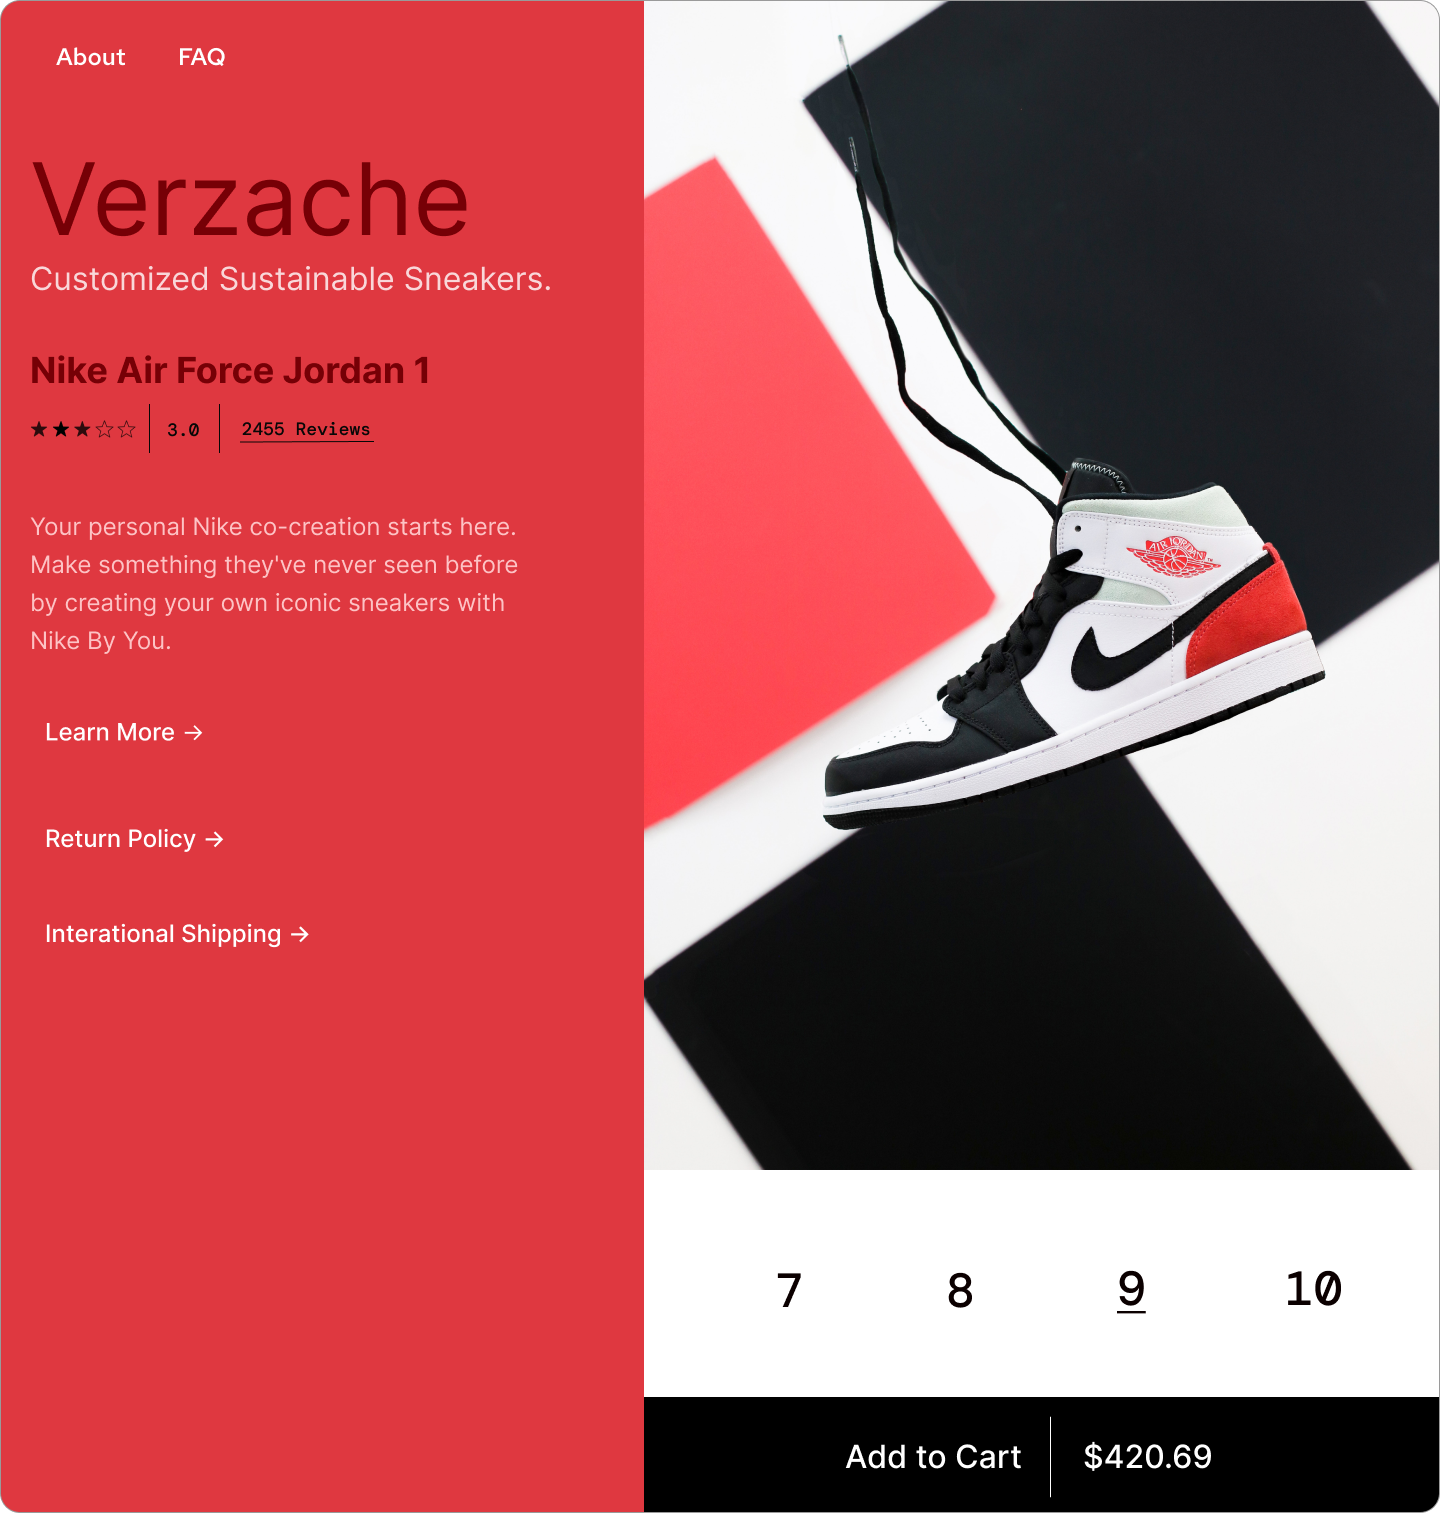 About FAQ
Verzache
Customized Sustainable Sneakers.
Nike Air Force Jordan 1
3.0 2455 Reviews
Your personal Nike co-creation starts here.
Make something they've never seen before
by creating your own iconic sneakers with
Nike By You.
Learn More →
Return Policy →
Interational Shipping →
AIR JORDAN
7 8 9 10
Add to Cart $420.69